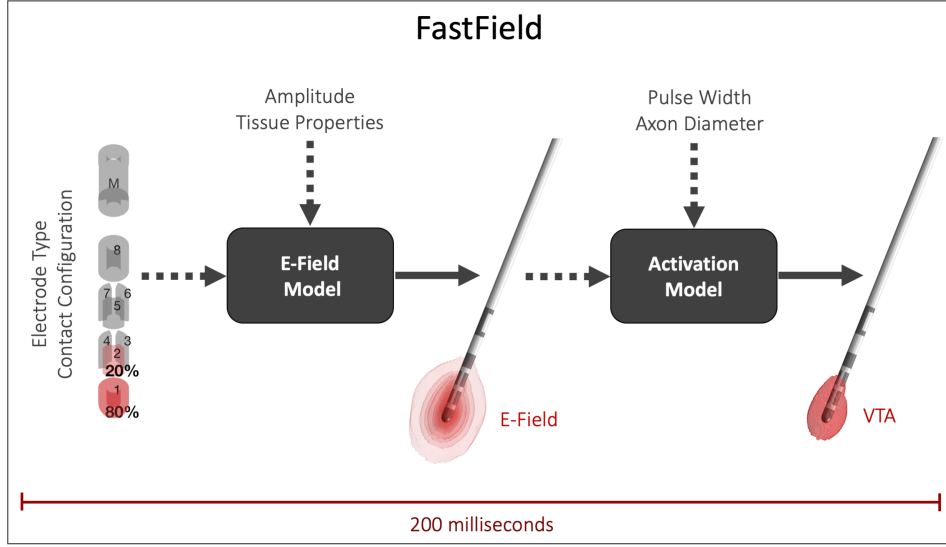 FastField
Amplitude
Tissue Properties
Pulse Width
Axon Diameter
Electrode Type
Contact Configuration
M
8
7 6
5
4 3
2
20%
1
80%
E-Field
Model
E-Field
Activation
Model
VTA
200 milliseconds